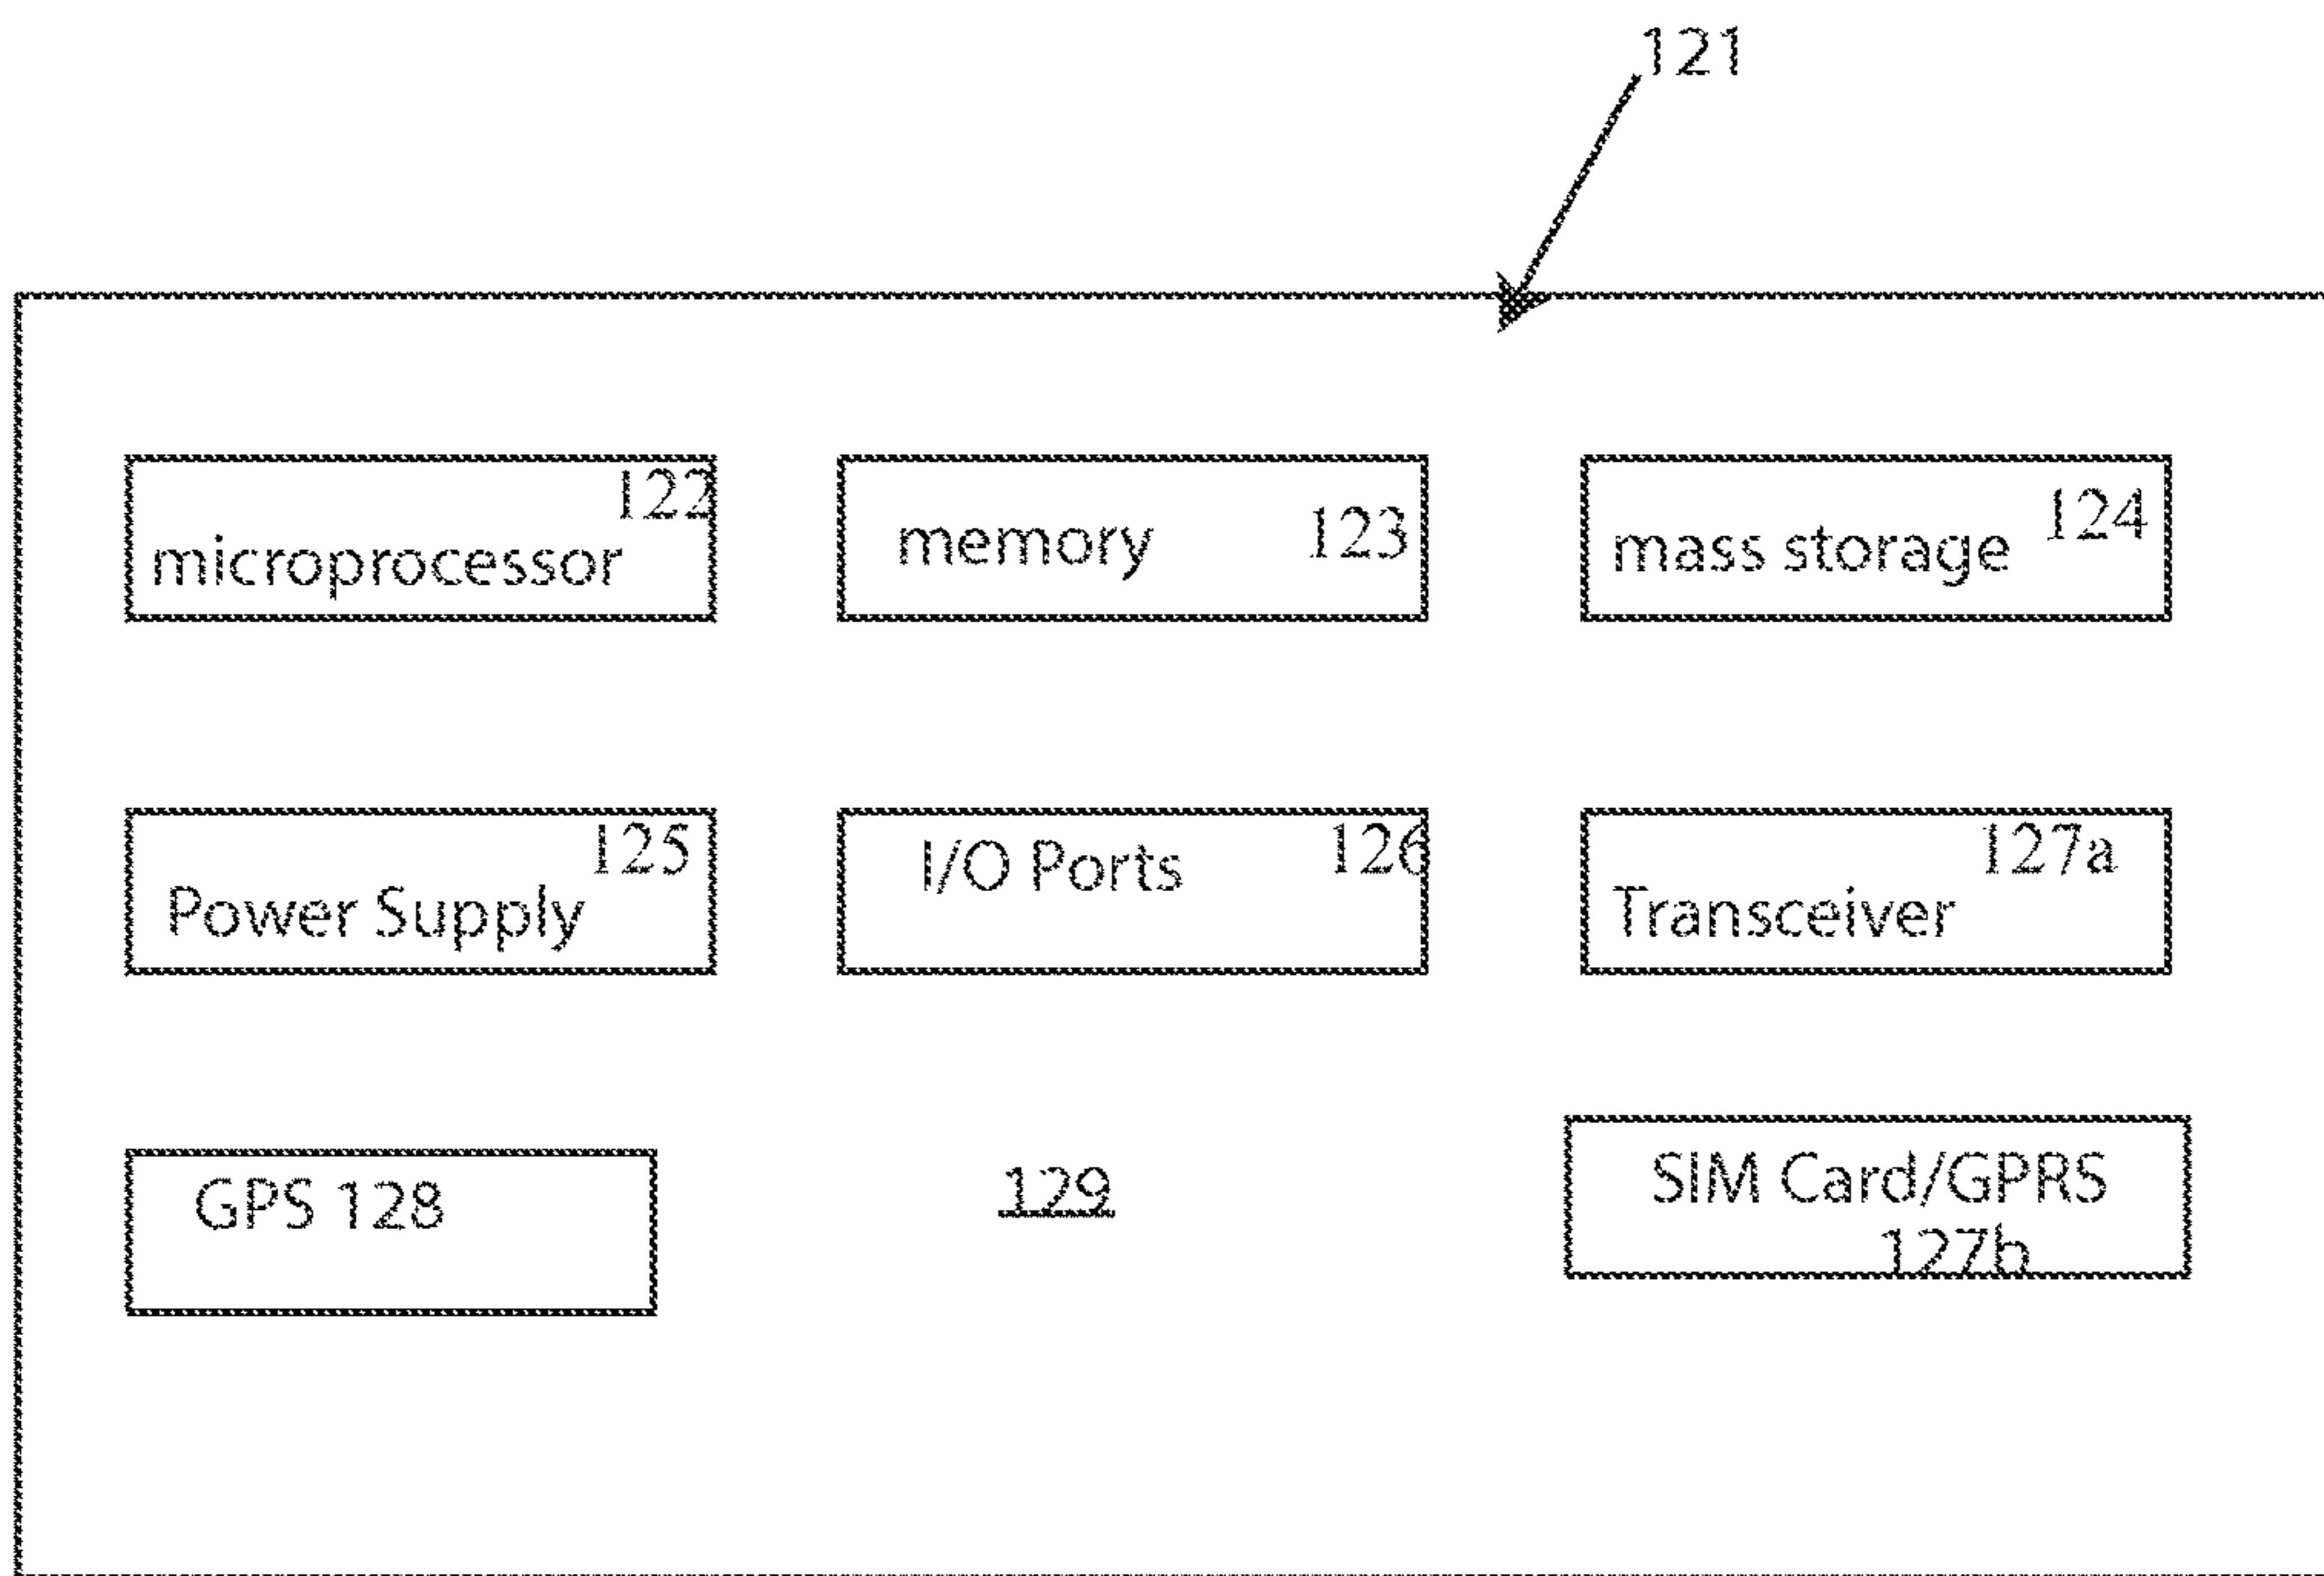 121
122
microprocessor
memory 123
mass storage 124
125
Power Supply
I/O Ports 126
127a
Transceiver
GPS 128
129
SIM Card/GPRS
127b